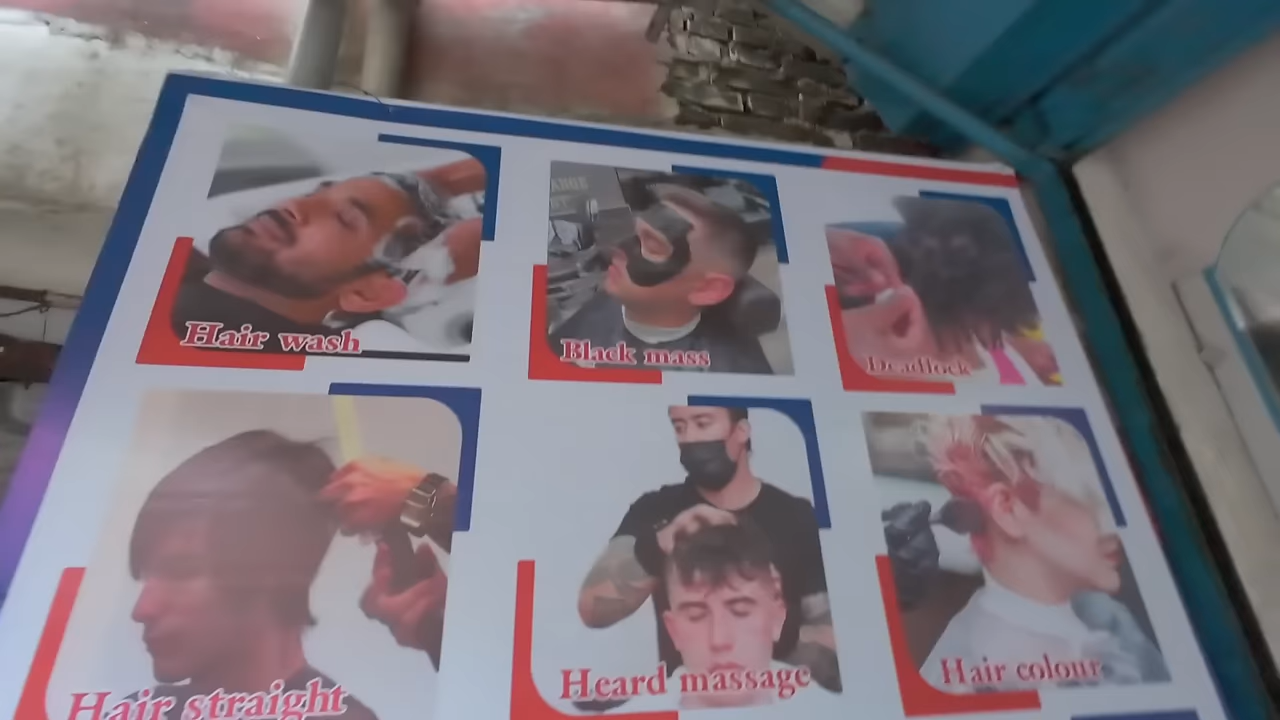 Hair wash
Black mass
Deadlock
Hair straight
Heard massage
Hair colour